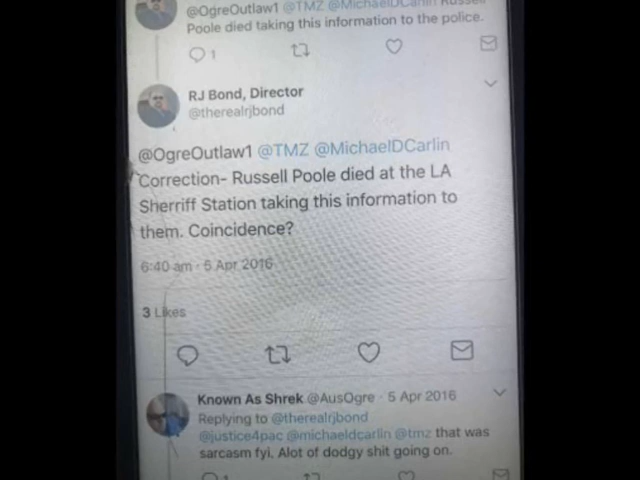 @OgreOutlaw1 @TMZ @MichaelDCarlin Russell
Poole died taking this information to the police.
1
RJ Bond, Director
@therealrjbond
@OgreOutlaw1 @TMZ @MichaelDCarlin
Correction- Russell Poole died at the LA
Sherriff Station taking this information to
them. Coincidence?
6:40 am · 5 Apr 2016
3 Likes
Known As Shrek @AusOgre · 5 Apr 2016
Replying to @therealrjbond
@justice4pac @michaeldcarlin @tmz that was
sarcasm fyi. Alot of dodgy shit going on.
1